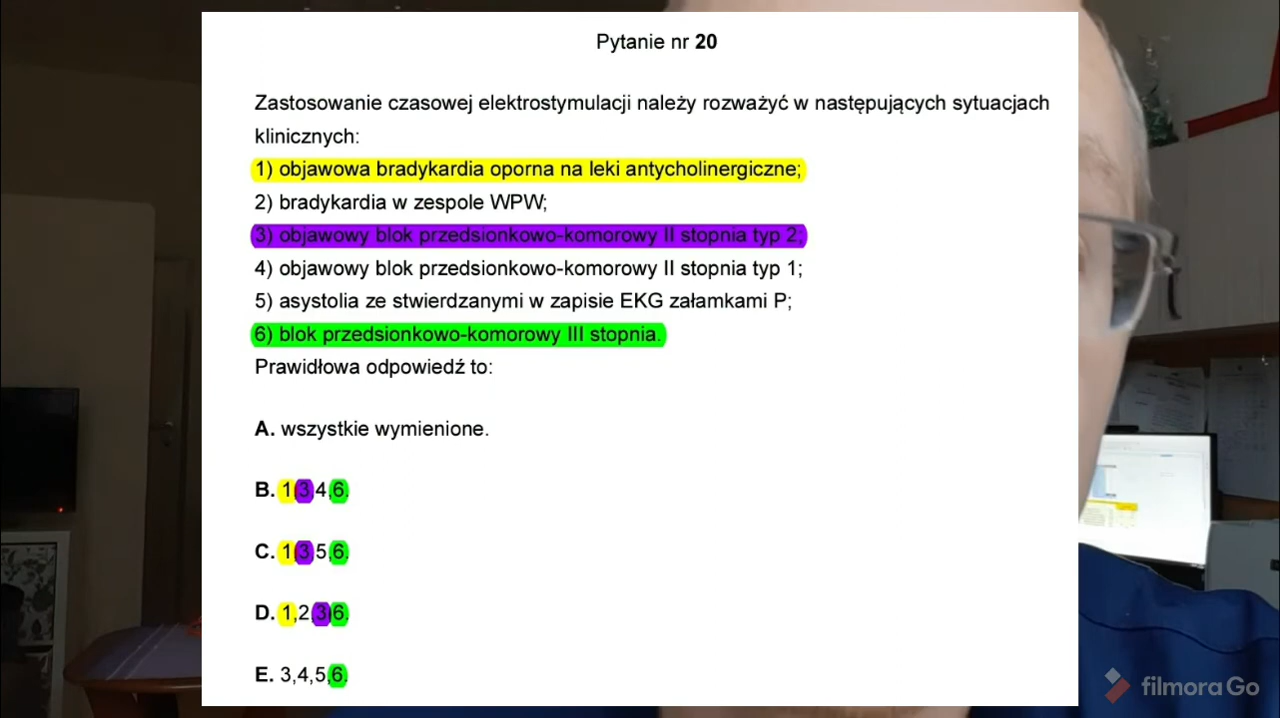 Pytanie nr 20
Zastosowanie czasowej elektrostymulacji należy rozważyć w następujących sytuacjach
klinicznych:
1) objawowa bradykardia oporna na leki antycholinergiczne;
2) bradykardia w zespole WPW;
3) objawowy blok przedsionkowo-komorowy II stopnia typ 2;
4) objawowy blok przedsionkowo-komorowy II stopnia typ 1;
5) asystolia ze stwierdzanymi w zapisie EKG załamkami P;
6) blok przedsionkowo-komorowy III stopnia.
Prawidłowa odpowiedź to:
A. wszystkie wymienione.
B. 1,3,4,6.
C. 1,3,5,6.
D. 1,2,3,6.
E. 3,4,5,6.
filmora Go